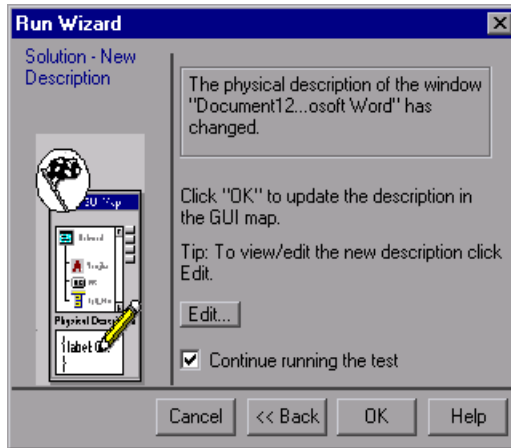 Run Wizard
Solution - New
Description
The physical description of the window
"Document12...osoft Word" has
changed.
Click "OK" to update the description in
the GUI map.
Tip: To view/edit the new description click
Edit.
Edit...
Continue running the test
Cancel
<< Back
OK
Help